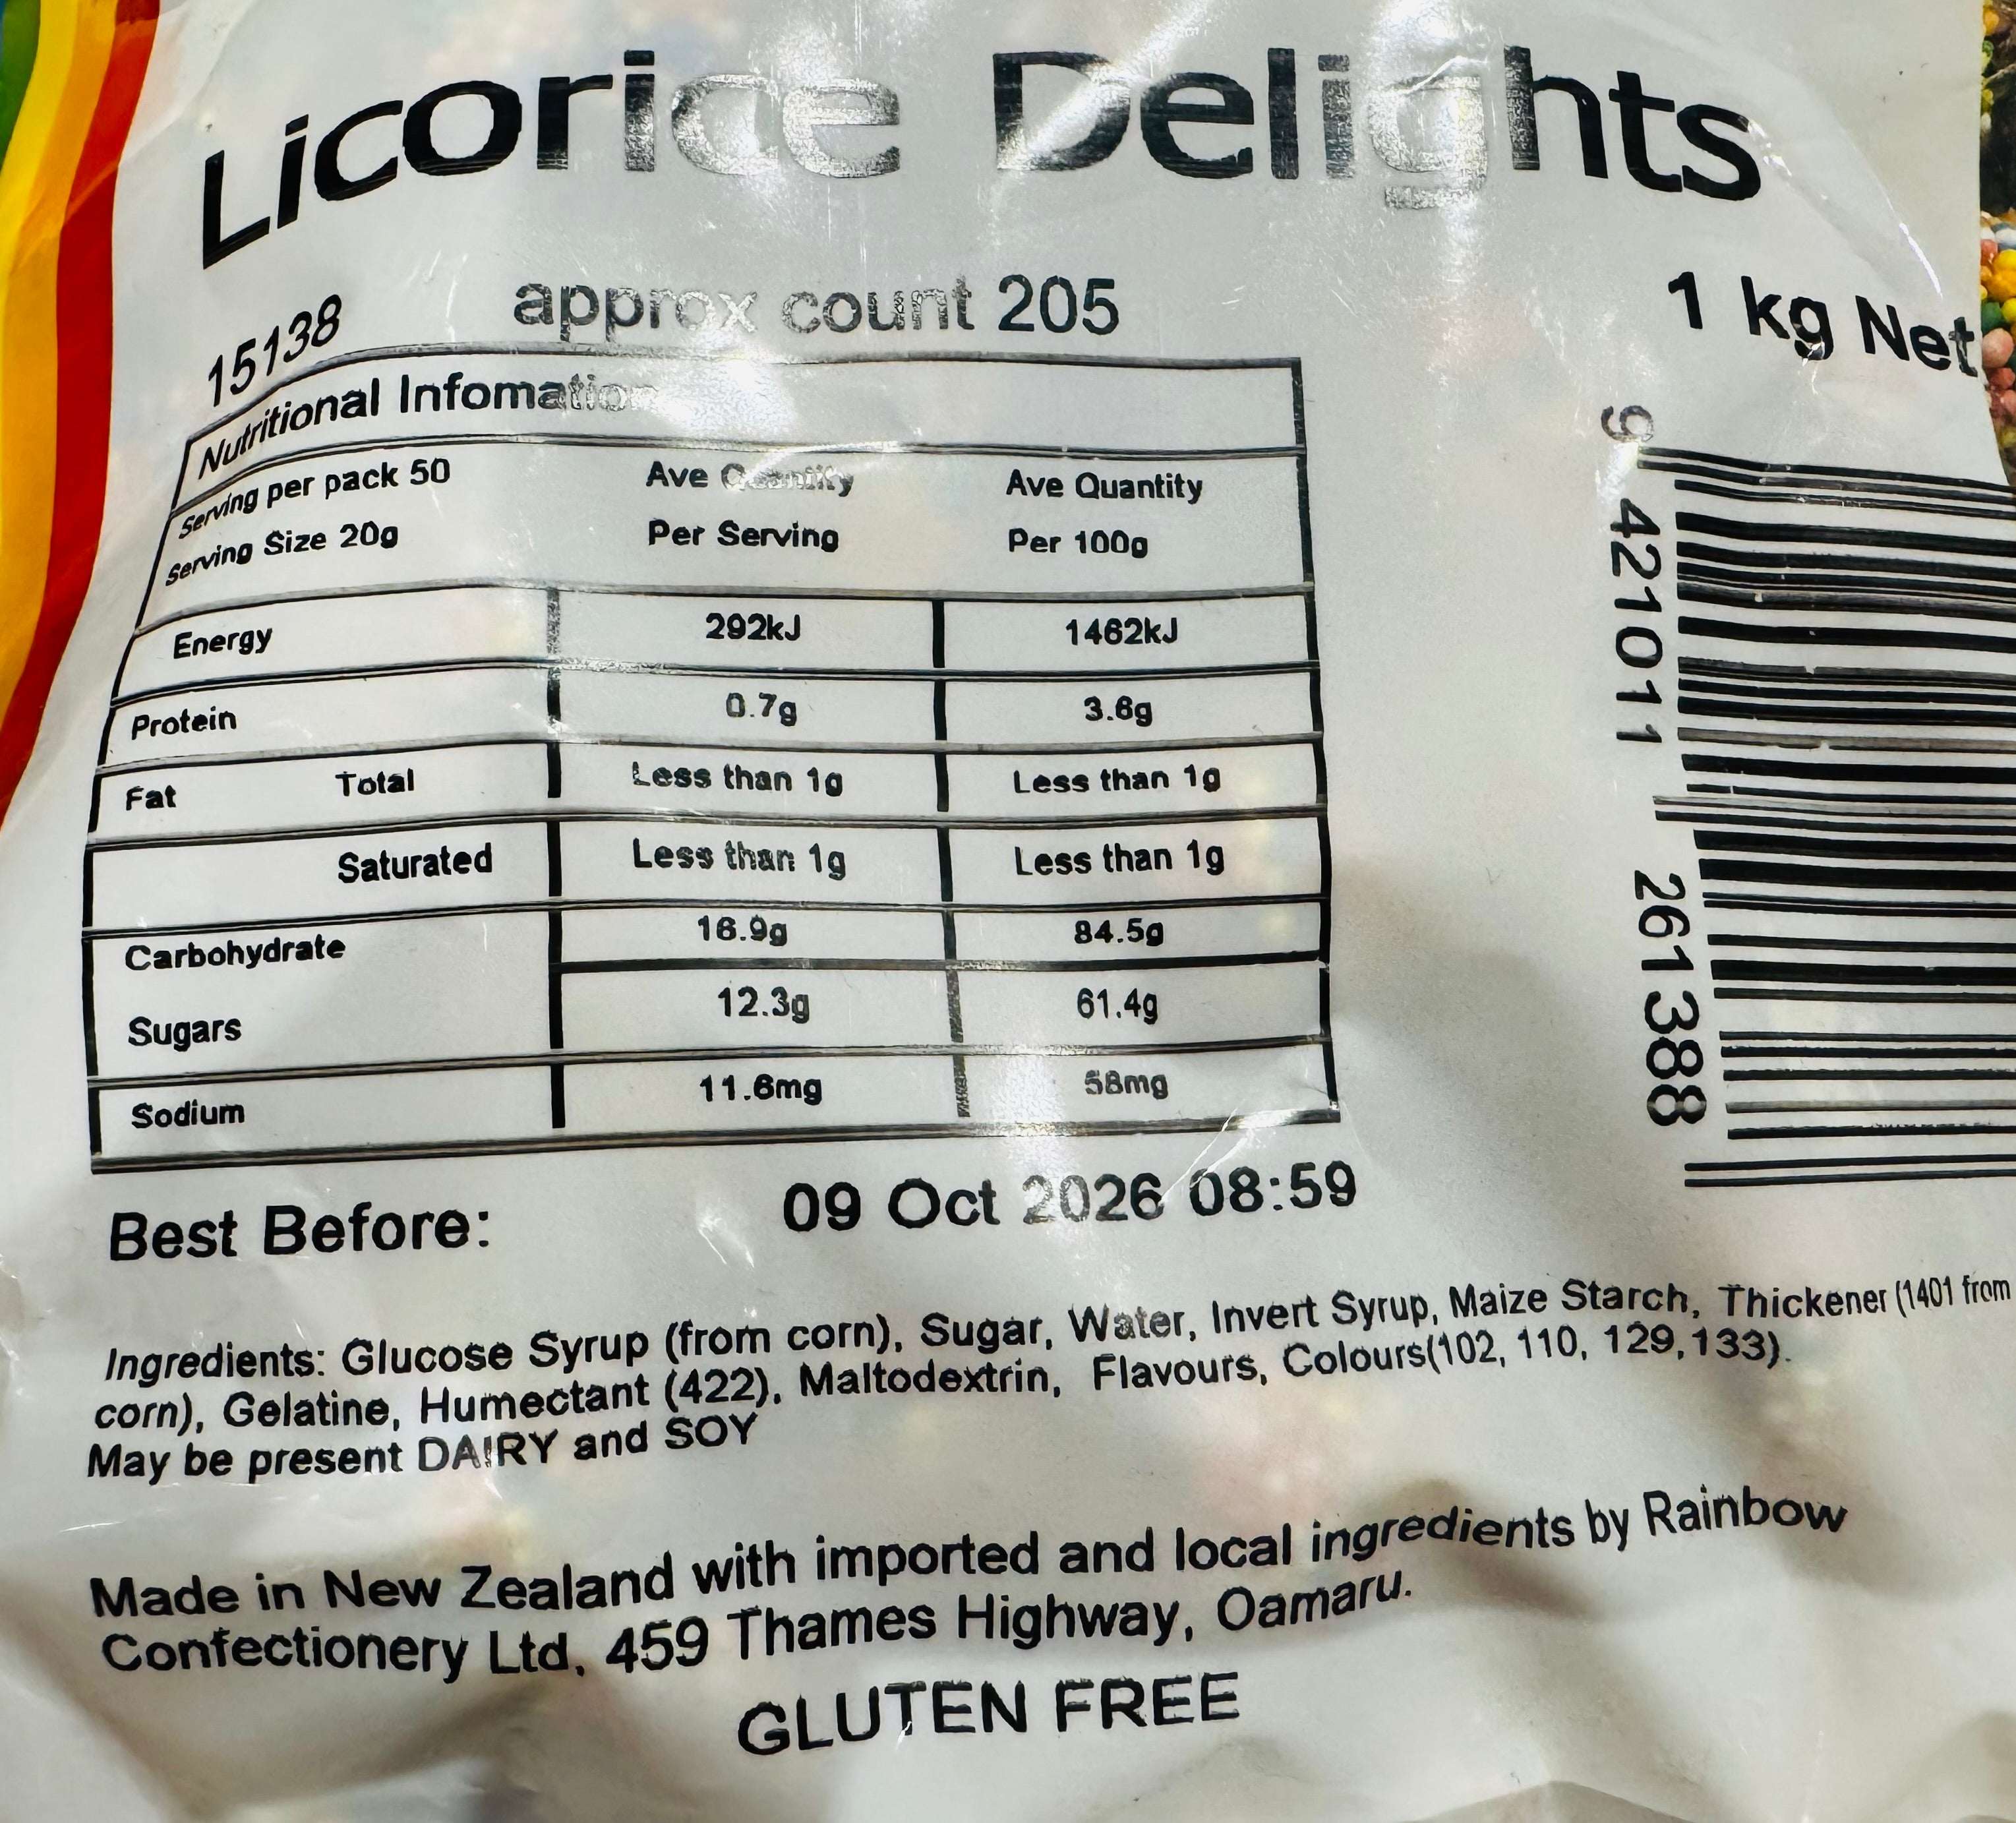 Licorice Delights
15138 approx count 205 1 kg Net
Nutritional Infomation
Serving per pack 50 Ave Quantity Ave Quantity
Serving Size 20g Per Serving Per 100g
Energy 292kJ 1462kJ
Protein 0.7g 3.6g
Fat Total Less than 1g Less than 1g
Saturated Less than 1g Less than 1g
Carbohydrate 16.9g 84.5g
Sugars 12.3g 61.4g
Sodium 11.6mg 58mg
9 421011 261388
Best Before: 09 Oct 2026 08:59
Ingredients: Glucose Syrup (from corn), Sugar, Water, Invert Syrup, Maize Starch, Thickener (1401 from
corn), Gelatine, Humectant (422), Maltodextrin, Flavours, Colours(102, 110, 129,133).
May be present DAIRY and SOY
Made in New Zealand with imported and local ingredients by Rainbow
Confectionery Ltd, 459 Thames Highway, Oamaru.
GLUTEN FREE